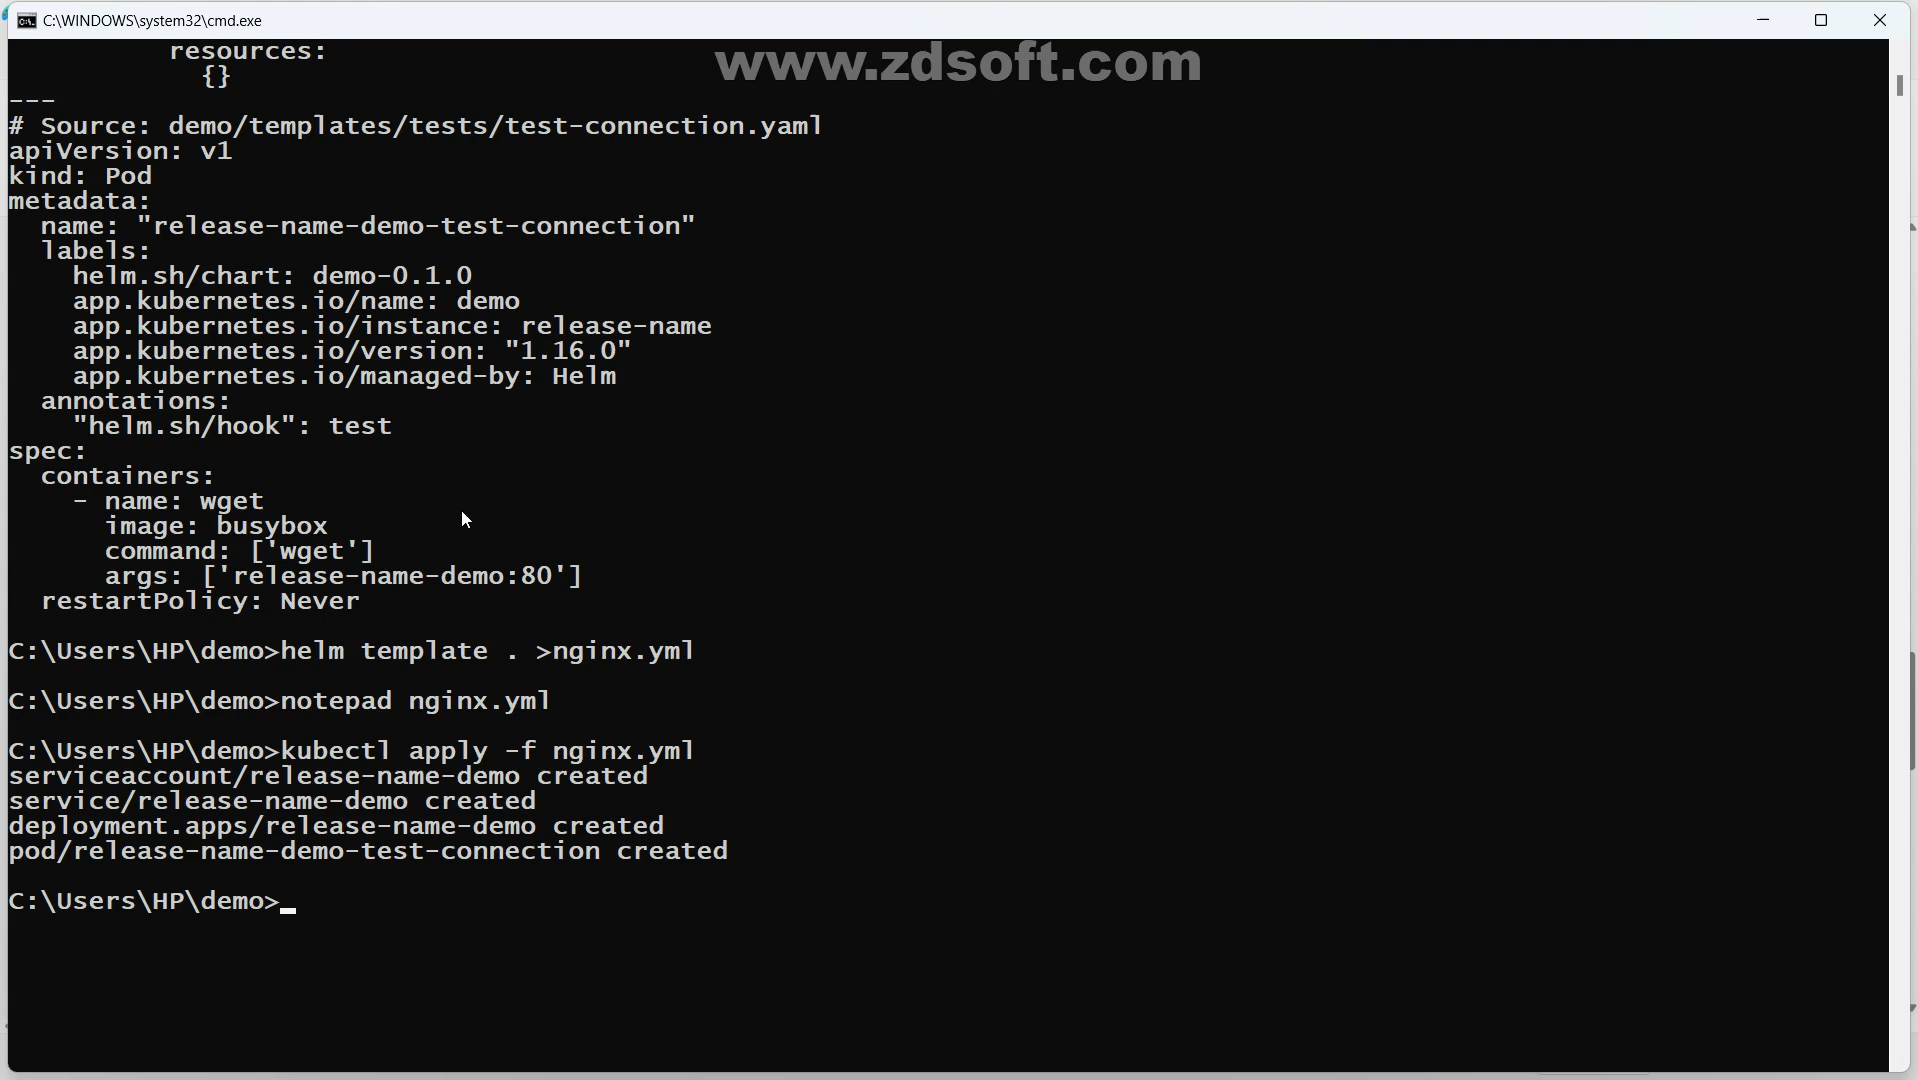 C:\WINDOWS\system32\cmd.exe
www.zdsoft.com
        resources:
          {}
---
# Source: demo/templates/tests/test-connection.yaml
apiVersion: v1
kind: Pod
metadata:
  name: "release-name-demo-test-connection"
  labels:
    helm.sh/chart: demo-0.1.0
    app.kubernetes.io/name: demo
    app.kubernetes.io/instance: release-name
    app.kubernetes.io/version: "1.16.0"
    app.kubernetes.io/managed-by: Helm
  annotations:
    "helm.sh/hook": test
spec:
  containers:
    - name: wget
      image: busybox
      command: ['wget']
      args: ['release-name-demo:80']
  restartPolicy: Never
C:\Users\HP\demo>helm template . >nginx.yml
C:\Users\HP\demo>notepad nginx.yml
C:\Users\HP\demo>kubectl apply -f nginx.yml
serviceaccount/release-name-demo created
service/release-name-demo created
deployment.apps/release-name-demo created
pod/release-name-demo-test-connection created
C:\Users\HP\demo>